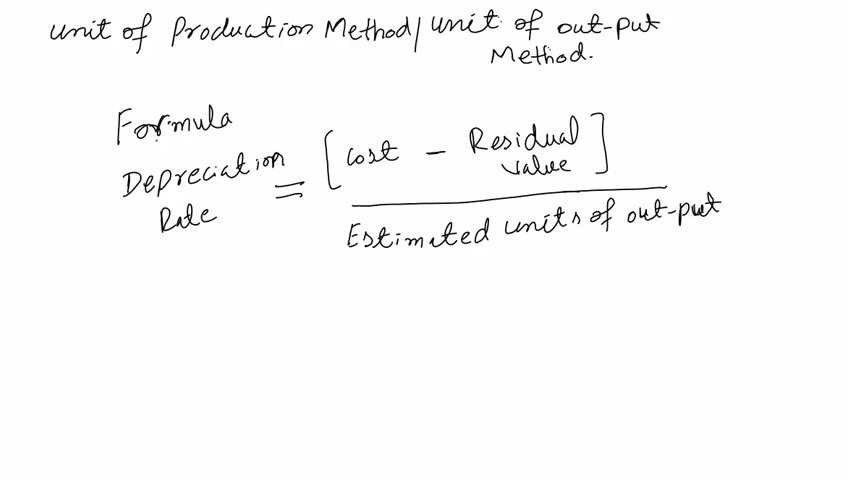 Unit of Production Method/Unit of out-put
Method.
Formula
Depreciation
Rate
=
[Cost - Residual
Value]
Estimated units of out-put